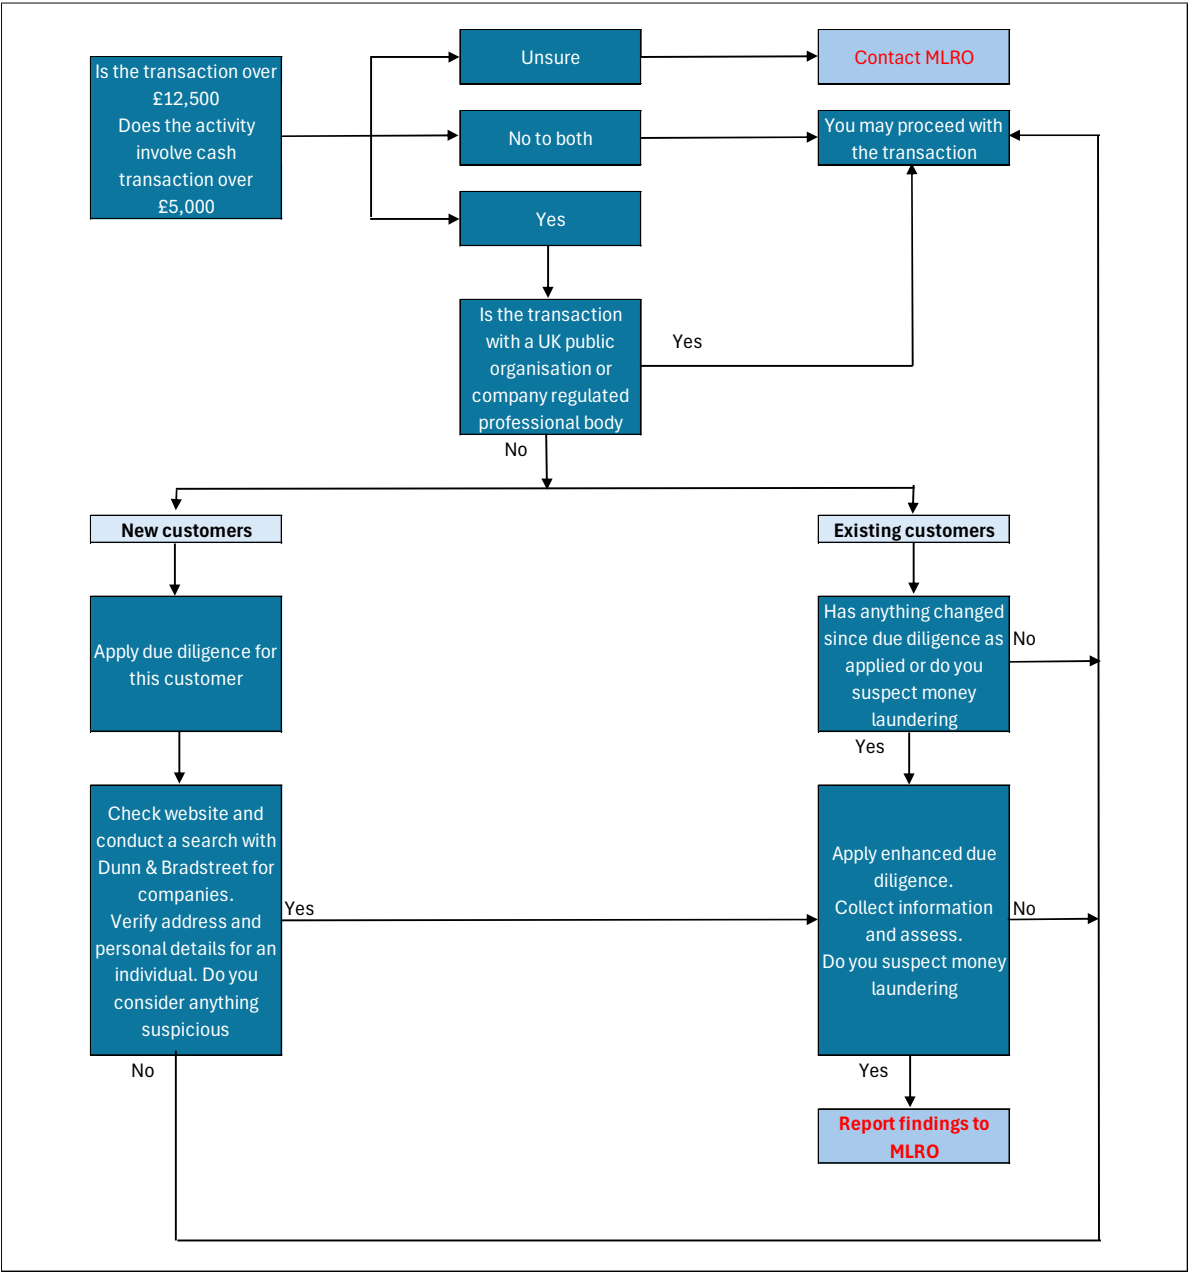 Is the transaction over
£12,500
Does the activity
involve cash
transaction over
£5,000
Unsure
Contact MLRO
No to both
You may proceed with
the transaction
Yes
Is the transaction
with a UK public
organisation or
company regulated
professional body
Yes
No
New customers
Existing customers
Apply due diligence for
this customer
Has anything changed
since due diligence as
applied or do you
suspect money
laundering
No
Yes
Check website and
conduct a search with
Dunn & Bradstreet for
companies.
Verify address and
personal details for an
individual. Do you
consider anything
suspicious
Yes
Apply enhanced due
diligence.
Collect information
and assess.
Do you suspect money
laundering
No
No
Yes
Report findings to
MLRO